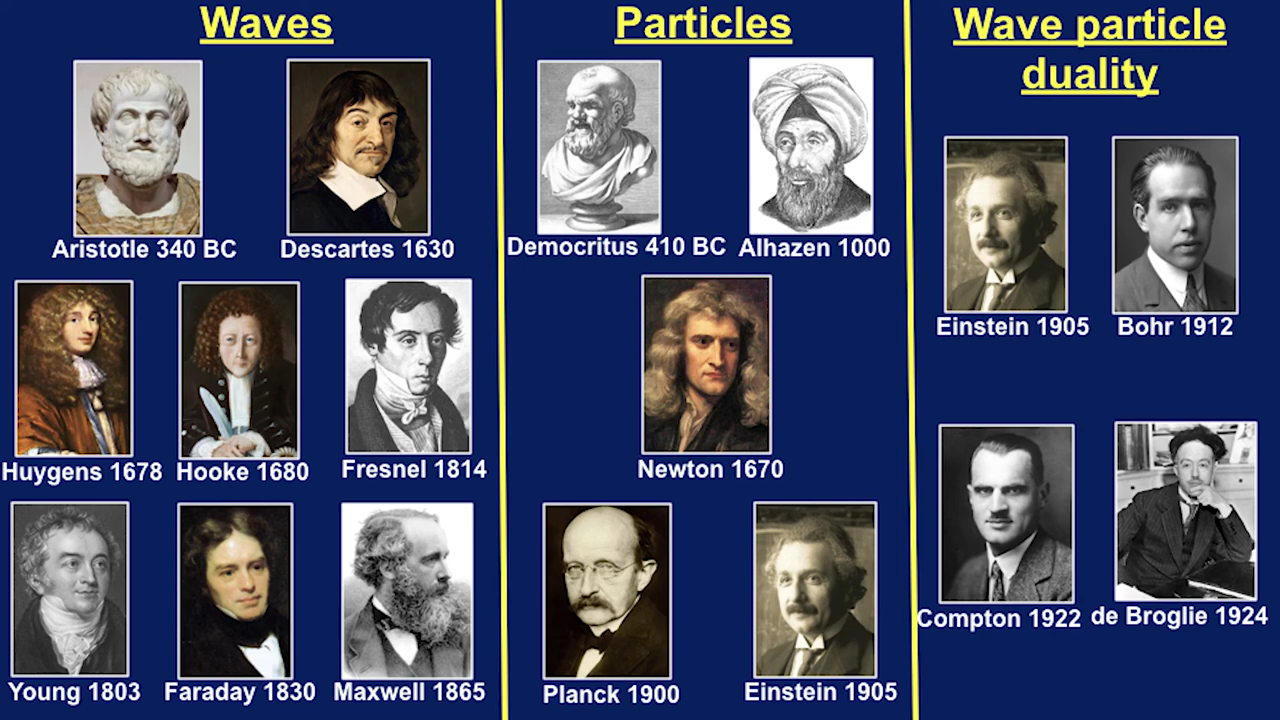 Waves
Aristotle 340 BC
Descartes 1630
Huygens 1678
Hooke 1680
Fresnel 1814
Young 1803
Faraday 1830
Maxwell 1865
Particles
Democritus 410 BC
Alhazen 1000
Newton 1670
Planck 1900
Einstein 1905
Wave particle
duality
Einstein 1905
Bohr 1912
Compton 1922
de Broglie 1924